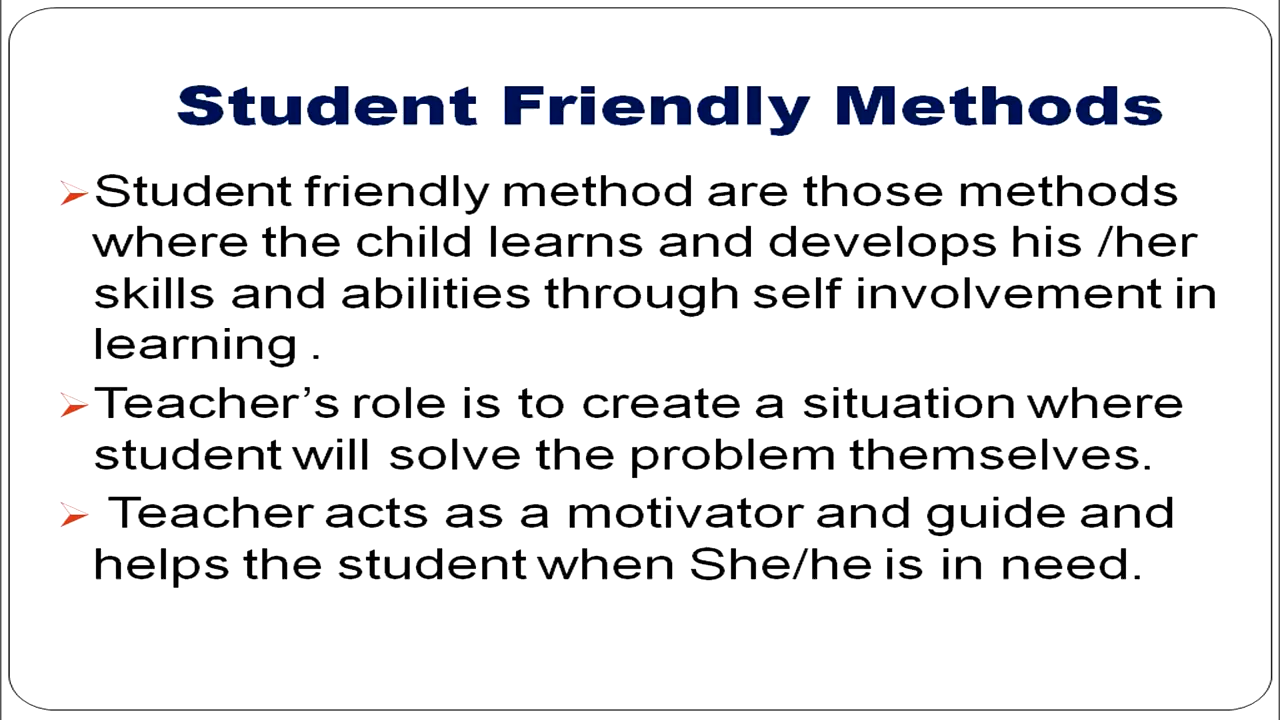 Student Friendly Methods
Student friendly method are those methods
where the child learns and develops his /her
skills and abilities through self involvement in
learning .
Teacher’s role is to create a situation where
student will solve the problem themselves.
Teacher acts as a motivator and guide and
helps the student when She/he is in need.